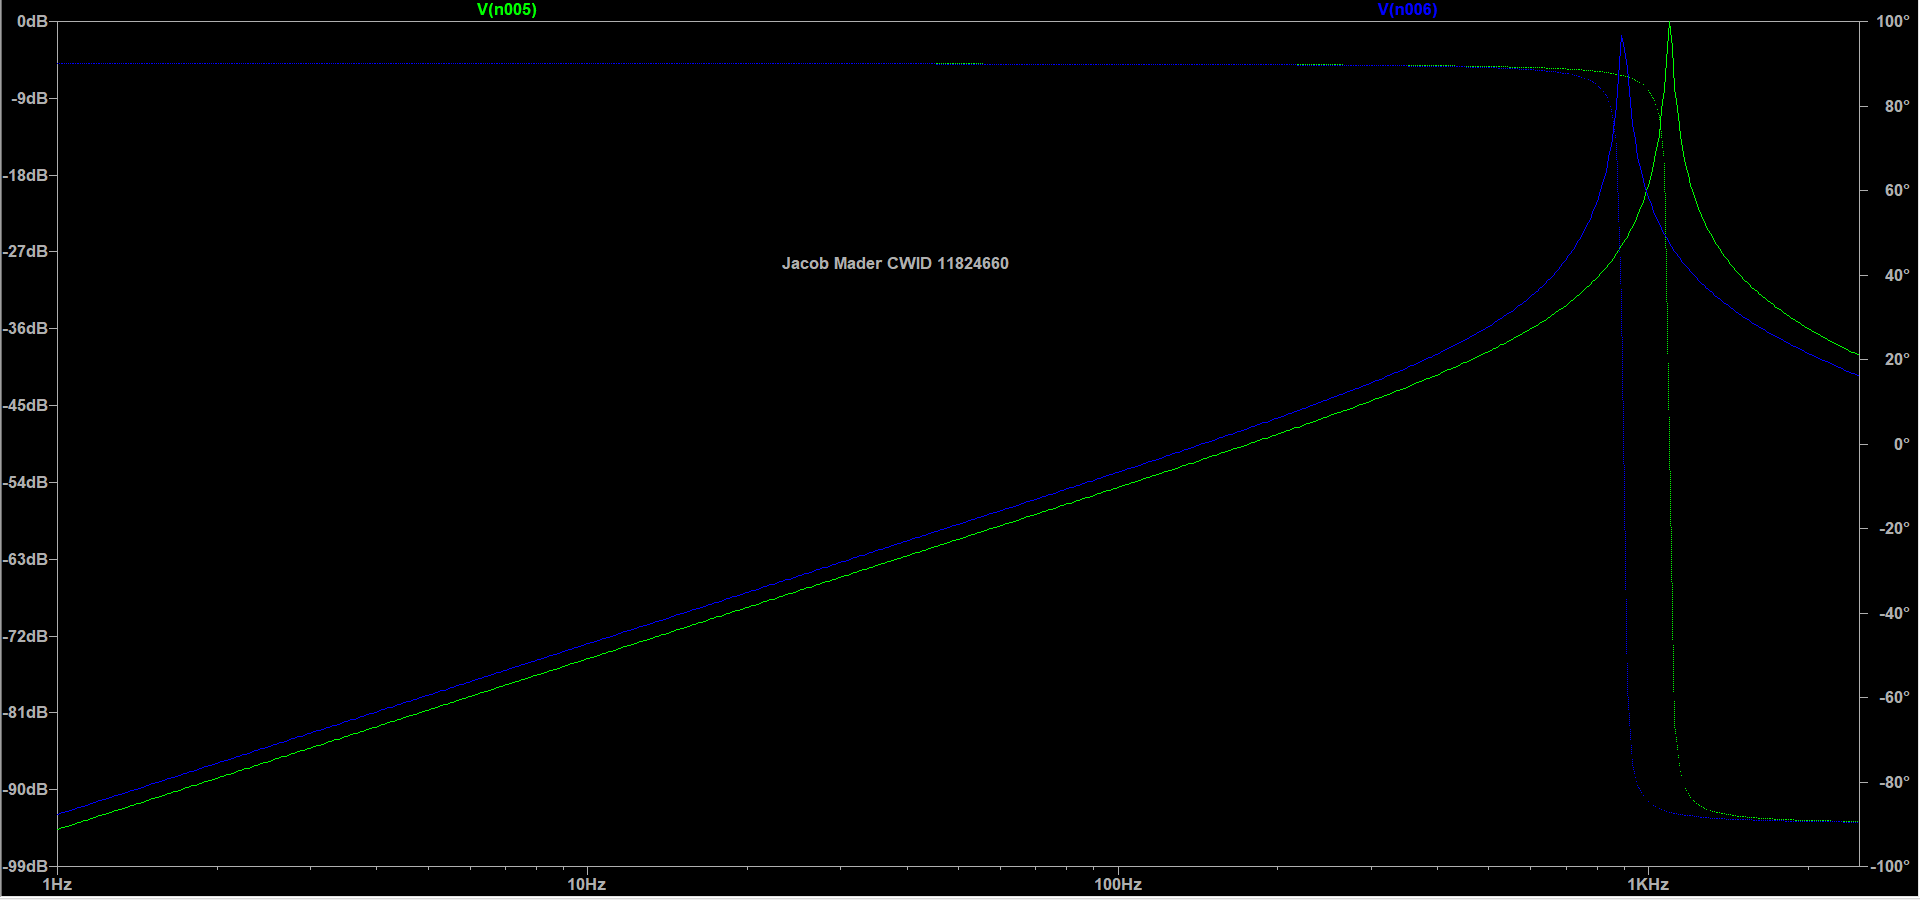 V(n005) V(n006)
0dB 100°
-9dB 80°
-18dB 60°
-27dB 40°
Jacob Mader CWID 11824660
-36dB 20°
-45dB 0°
-54dB -20°
-63dB -40°
-72dB -60°
-81dB -80°
-90dB -100°
-99dB
1Hz 10Hz 100Hz 1KHz